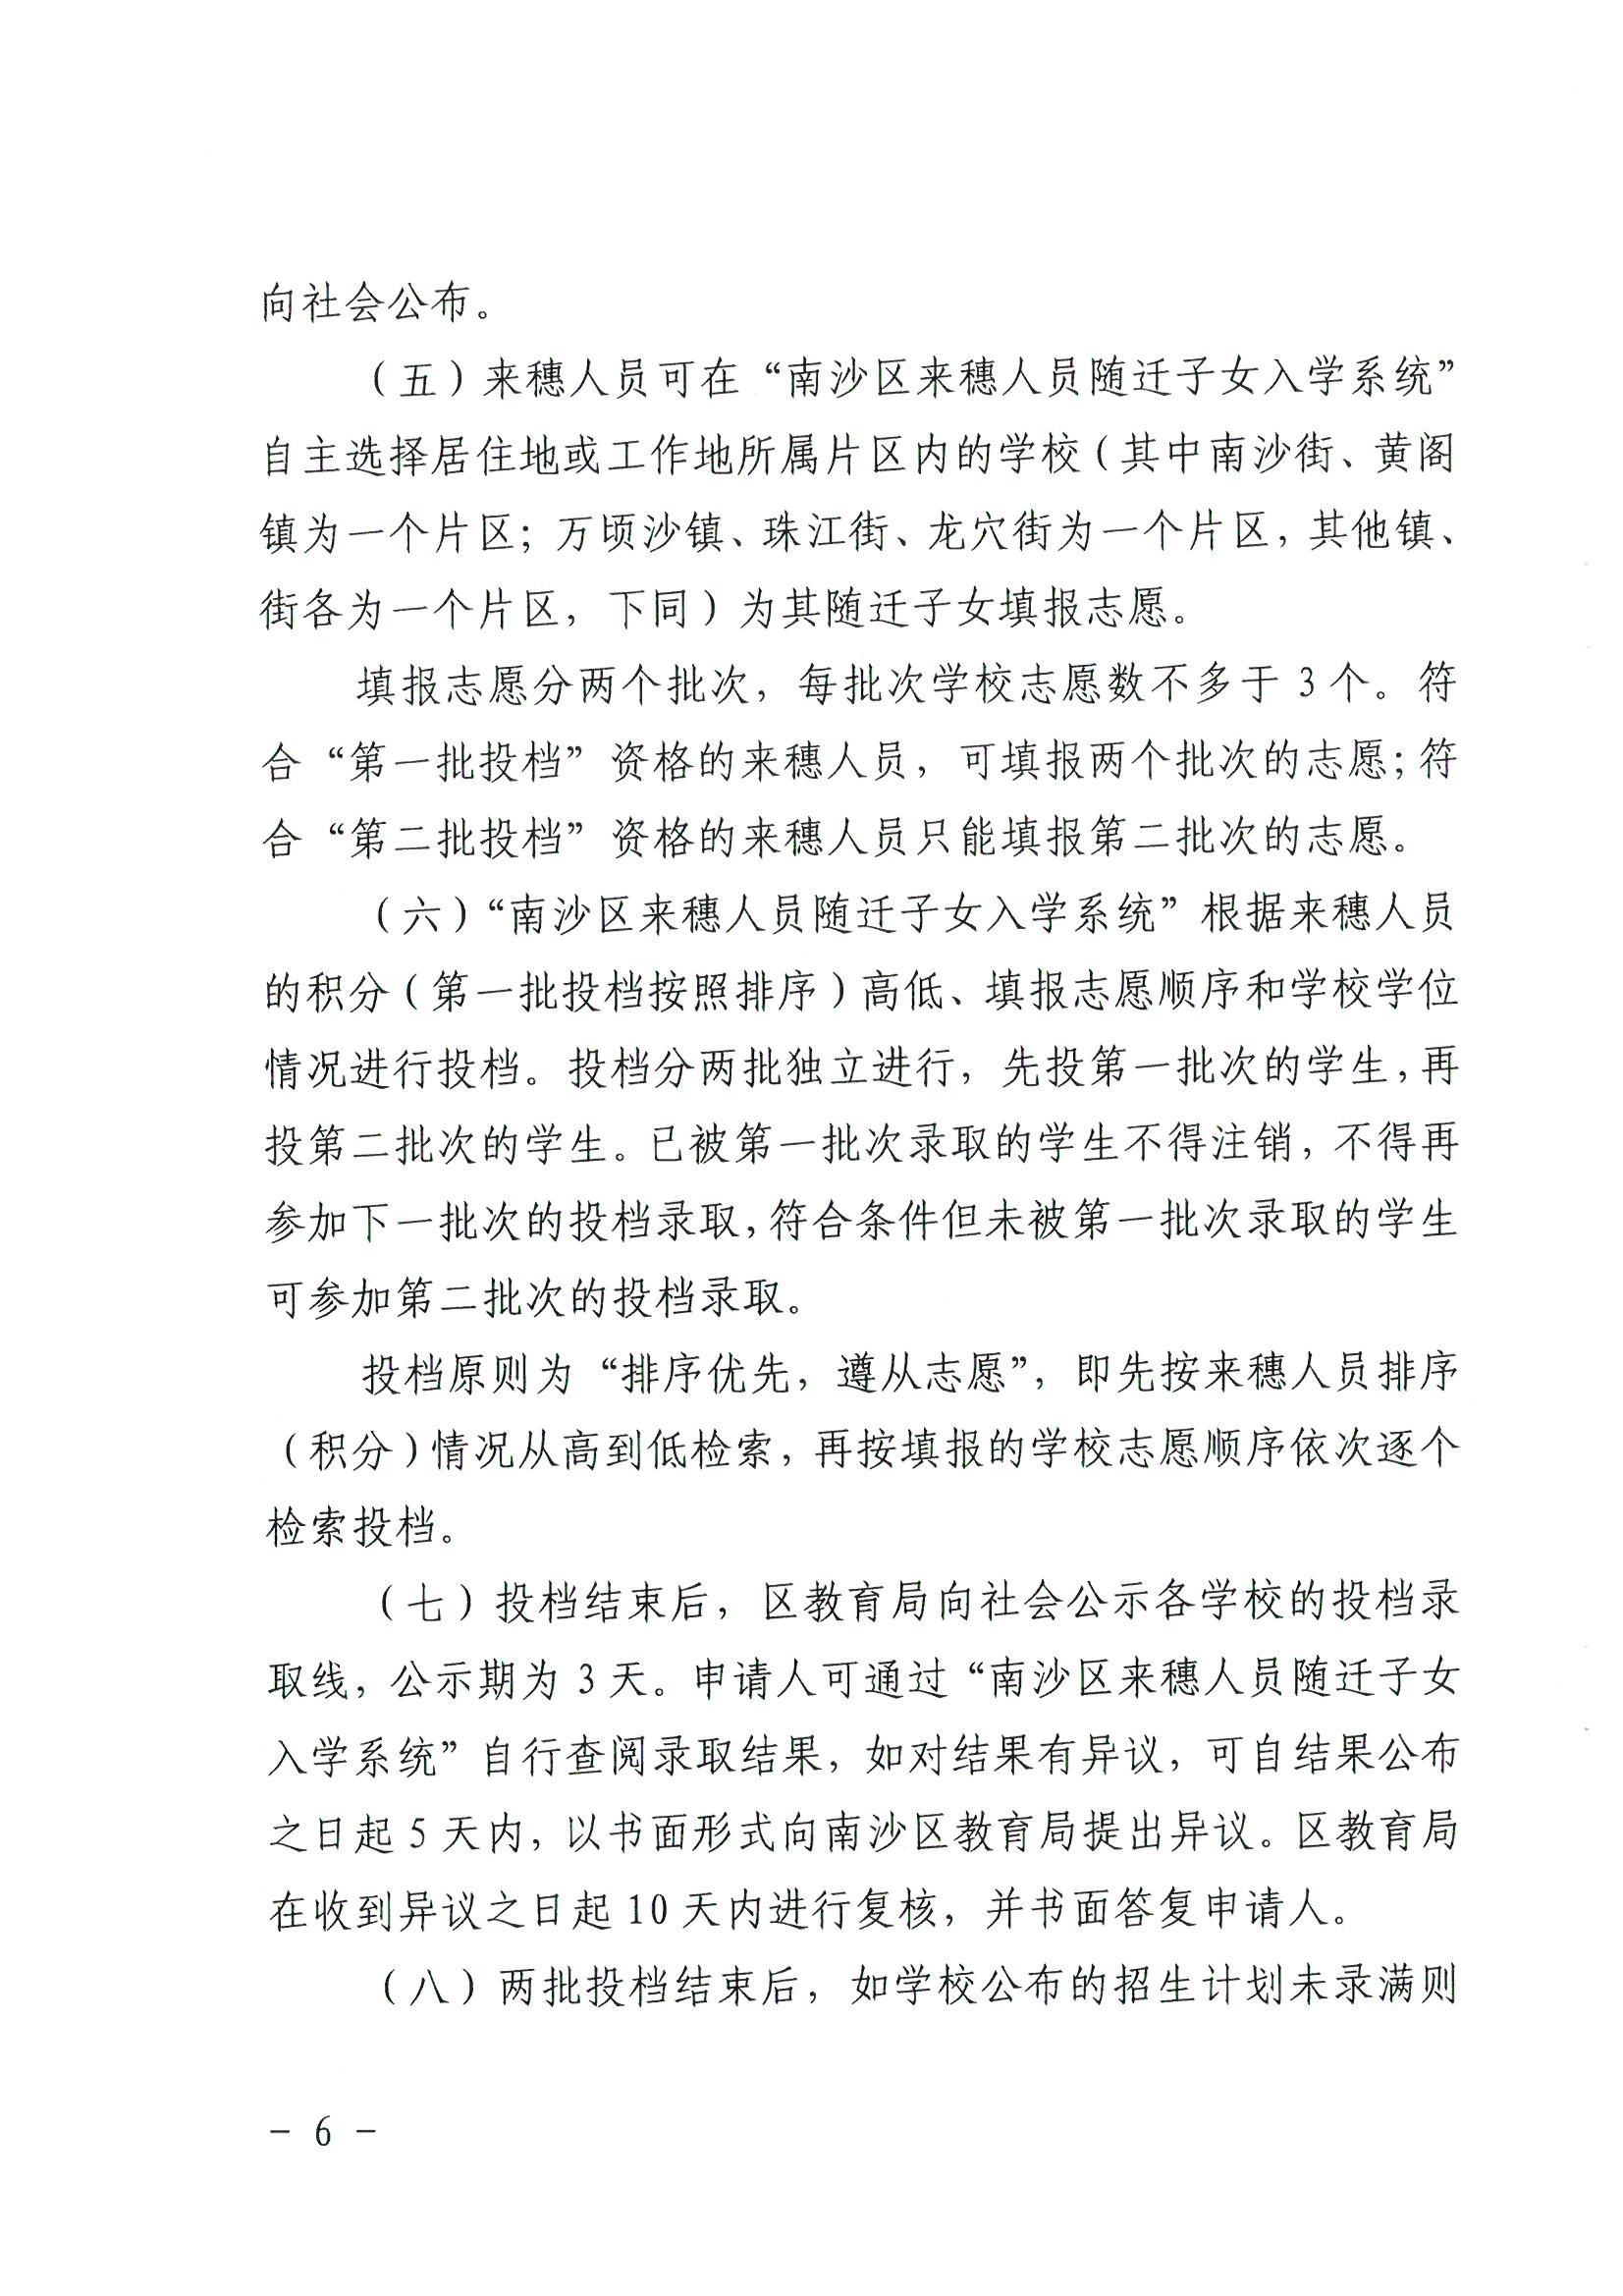 向社会公布。
（五）来穗人员可在“南沙区来穗人员随迁子女入学系统”
自主选择居住地或工作地所属片区内的学校（其中南沙街、黄阁
镇为一个片区；万顷沙镇、珠江街、龙穴街为一个片区，其他镇、
街各为一个片区，下同）为其随迁子女填报志愿。
填报志愿分两个批次，每批次学校志愿数不多于 3 个。符
合“第一批投档”资格的来穗人员，可填报两个批次的志愿；符
合“第二批投档”资格的来穗人员只能填报第二批次的志愿。
（六）“南沙区来穗人员随迁子女入学系统”根据来穗人员
的积分（第一批投档按照排序）高低、填报志愿顺序和学校学位
情况进行投档。投档分两批独立进行，先投第一批次的学生，再
投第二批次的学生。已被第一批次录取的学生不得注销，不得再
参加下一批次的投档录取，符合条件但未被第一批次录取的学生
可参加第二批次的投档录取。
投档原则为“排序优先，遵从志愿”，即先按来穗人员排序
（积分）情况从高到低检索，再按填报的学校志愿顺序依次逐个
检索投档。
（七）投档结束后，区教育局向社会公示各学校的投档录
取线，公示期为 3 天。申请人可通过“南沙区来穗人员随迁子女
入学系统”自行查阅录取结果，如对结果有异议，可自结果公布
之日起 5 天内，以书面形式向南沙区教育局提出异议。区教育局
在收到异议之日起 10 天内进行复核，并书面答复申请人。
（八）两批投档结束后，如学校公布的招生计划未录满则
- 6 -